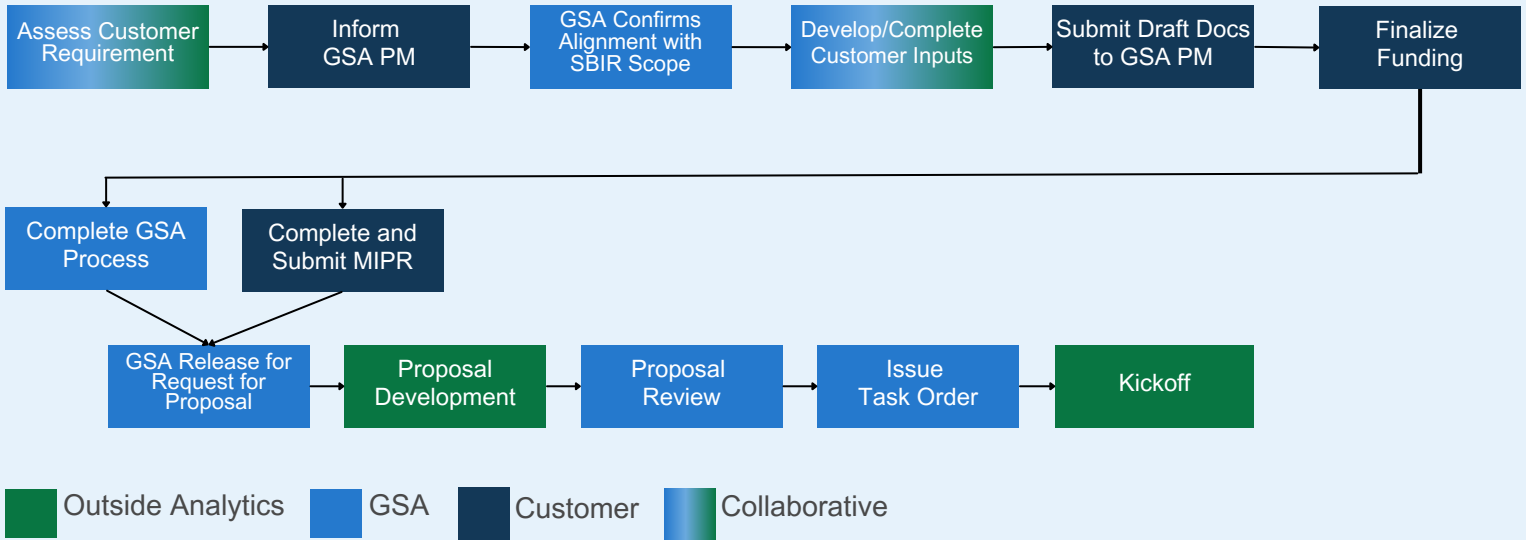 Assess Customer
Requirement
Inform
GSA PM
GSA Confirms
Alignment with
SBIR Scope
Develop/Complete
Customer Inputs
Submit Draft Docs
to GSA PM
Finalize
Funding
Complete GSA
Process
Complete and
Submit MIPR
GSA Release for
Request for
Proposal
Proposal
Development
Proposal
Review
Issue
Task Order
Kickoff
Outside Analytics
GSA
Customer
Collaborative